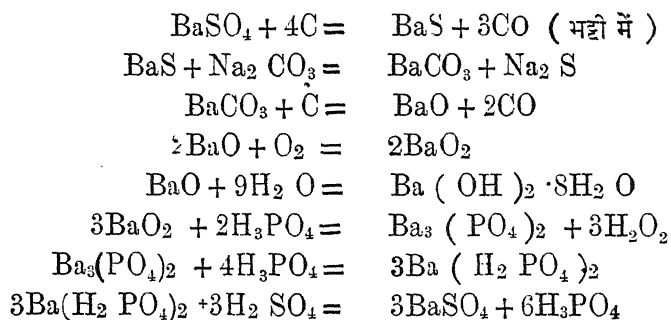 BaSO₄ + 4C = BaS + 3CO ( भट्टी में )
BaS + Na₂ CO₃ = BaCO₃ + Na₂ S
BaCO₃ + C = BaO + 2CO
2BaO + O₂ = 2BaO₂
BaO + 9H₂ O = Ba ( OH )₂ ·8H₂ O
3BaO₂ + 2H₃PO₄ = Ba₃ ( PO₄ )₂ + 3H₂O₂
Ba₃(PO₄)₂ + 4H₃PO₄ = 3Ba ( H₂ PO₄ )₂
3Ba(H₂ PO₄)₂ + 3H₂ SO₄ = 3BaSO₄ + 6H₃PO₄